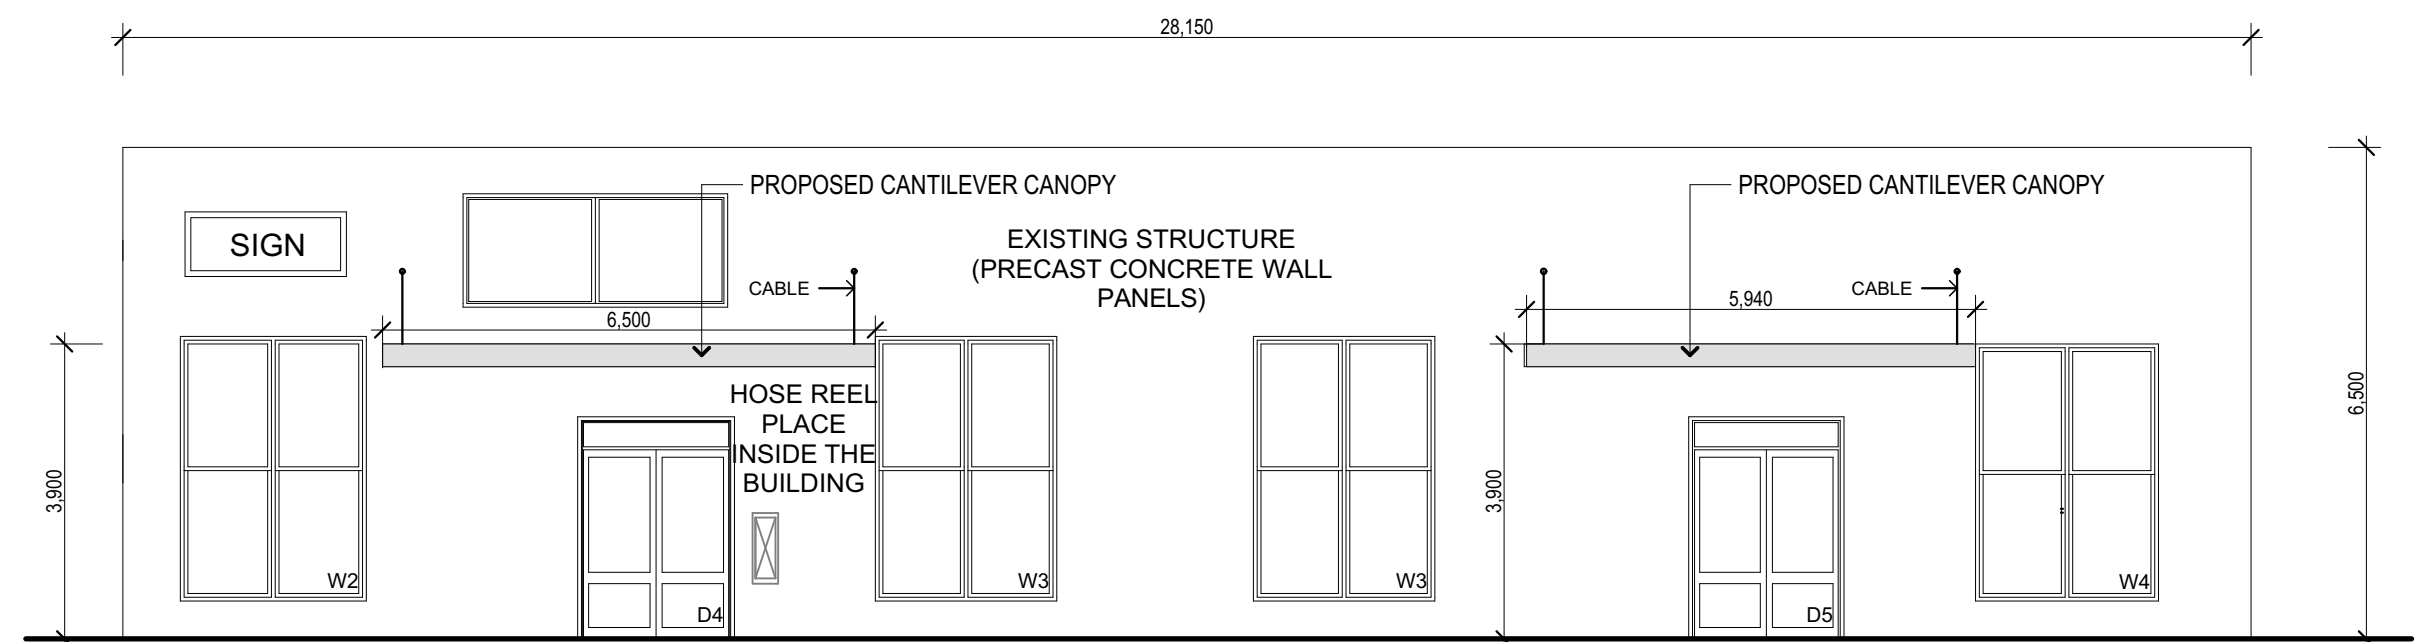 28,150
PROPOSED CANTILEVER CANOPY
PROPOSED CANTILEVER CANOPY
SIGN
EXISTING STRUCTURE
(PRECAST CONCRETE WALL
PANELS)
CABLE
CABLE
6,500
5,940
3,900
HOSE REEL
PLACE
INSIDE THE
BUILDING
3,900
6,500
W2
W3
W3
W4
D4
D5